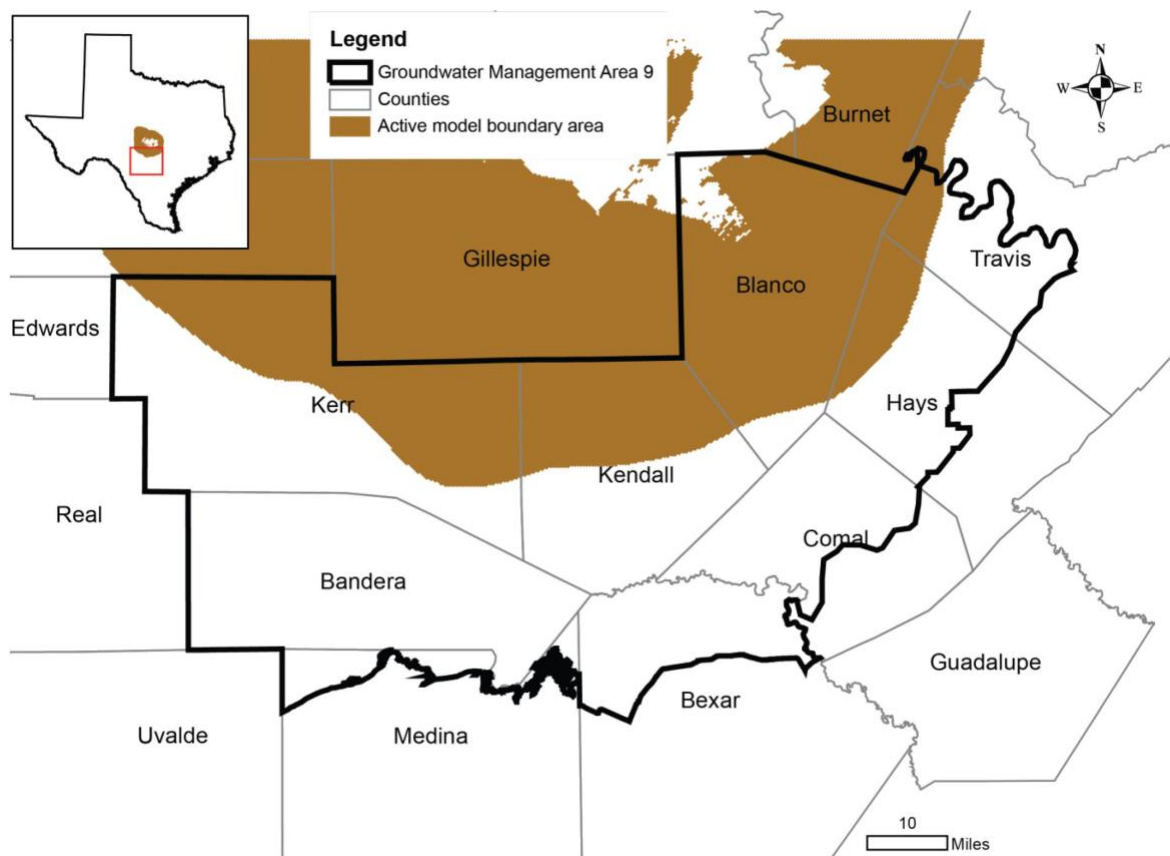 Legend
Groundwater Management Area 9
Counties
Active model boundary area
N
W E
S
Burnet
Travis
Gillespie
Blanco
Edwards
Kerr
Hays
Kendall
Real
Comal
Bandera
Guadalupe
Bexar
Uvalde
Medina
10
Miles